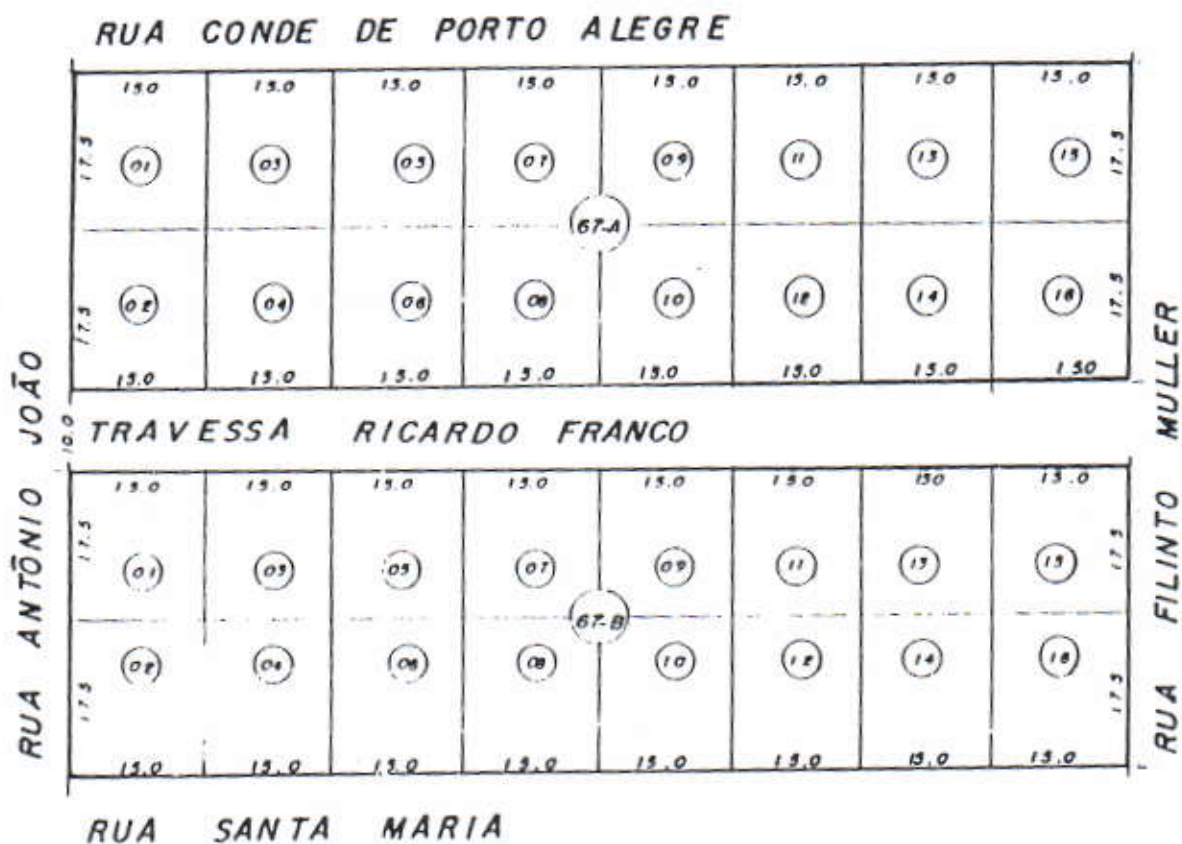 RUA CONDE DE PORTO ALEGRE
15.0 15.0 15.0 15.0 15.0 15.0 15.0 15.0
17.5 01 03 05 07 09 11 13 15 17.5
67-A
17.5 02 04 06 08 10 12 14 16 17.5
15.0 15.0 15.0 15.0 15.0 15.0 15.0 15.0
10.0 TRAVESSA RICARDO FRANCO
15.0 15.0 15.0 15.0 15.0 15.0 150 15.0
17.5 01 03 05 07 09 11 13 15 17.5
67-B
17.5 02 04 06 08 10 12 14 16 17.5
15.0 15.0 15.0 15.0 15.0 15.0 15.0 15.0
RUA SANTA MARIA
RUA ANTÔNIO JOÃO
RUA FILINTO MULLER